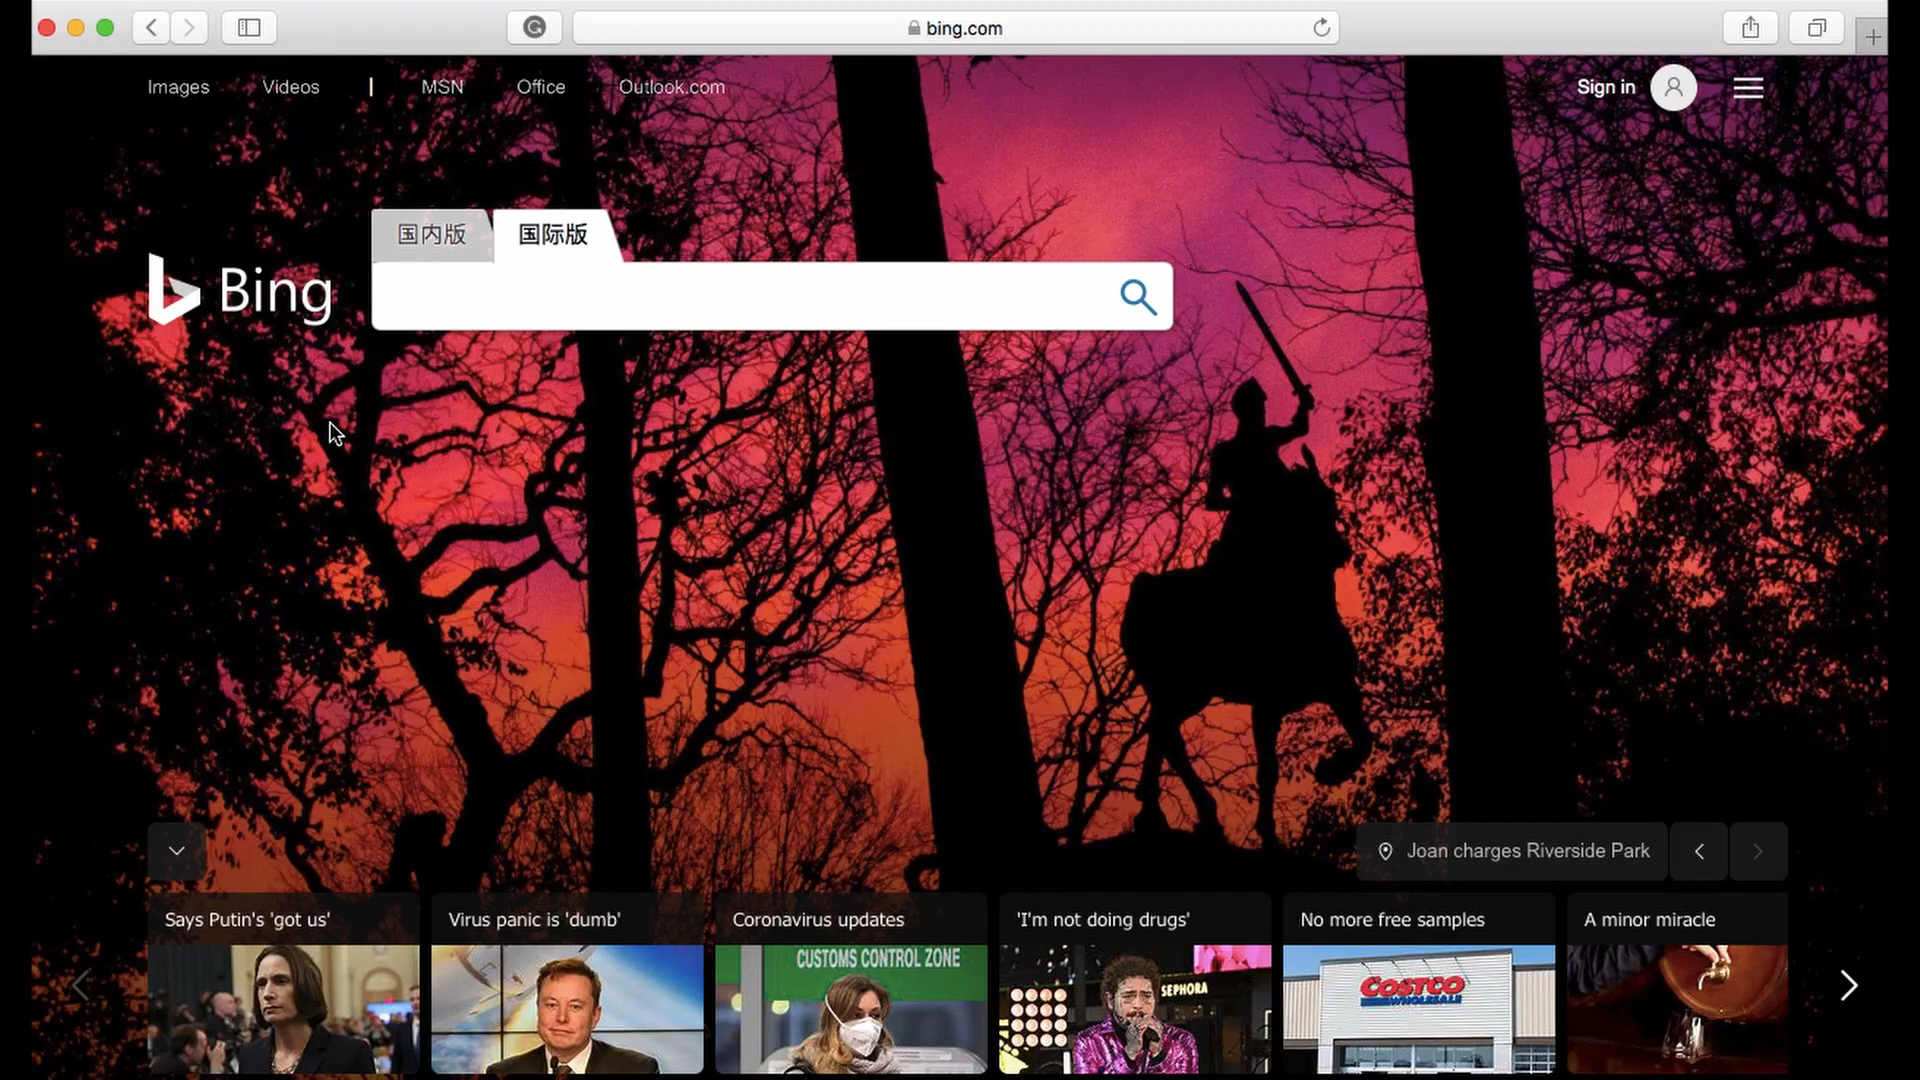 bing.com
Images Videos | MSN Office Outlook.com Sign in
国内版 国际版
Bing
Joan charges Riverside Park
Says Putin's 'got us' Virus panic is 'dumb' Coronavirus updates 'I'm not doing drugs' No more free samples A minor miracle
CUSTOMS CONTROL ZONE
SEPHORA
COSTCO
WHOLESALE